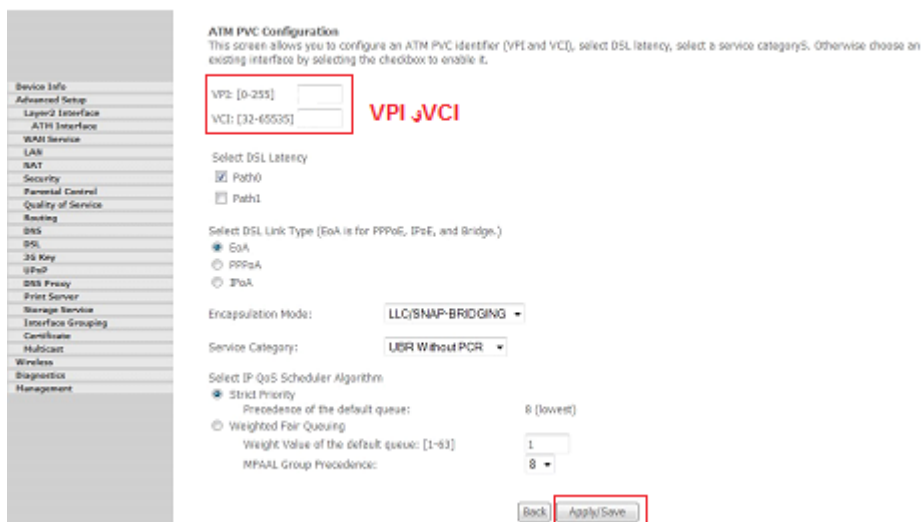 ATM PVC Configuration
This screen allows you to configure an ATM PVC identifier (VPI and VCI), select DSL latency, select a service categoryS. Otherwise choose an
existing interface by selecting the checkbox to enable it.
Device Info
Advanced Setup
Layer2 Interface
ATM Interface
WAN Service
LAN
NAT
Security
Parental Control
Quality of Service
Routing
DNS
DSL
3G Key
UPnP
DNS Proxy
Print Server
Storage Service
Interface Grouping
Certificate
Multicast
Wireless
Diagnostics
Management
VPI: [0-255]
VCI: [32-65535]
VPI و VCI
Select DSL Latency
Path0
Path1
Select DSL Link Type (EoA is for PPPoE, IPoE, and Bridge.)
EoA
PPPoA
IPoA
Encapsulation Mode: LLC/SNAP-BRIDGING
Service Category: UBR Without PCR
Select IP QoS Scheduler Algorithm
Strict Priority
Precedence of the default queue: 8 (lowest)
Weighted Fair Queuing
Weight Value of the default queue: [1-63] 1
MPAAL Group Precedence: 8
Back Apply/Save